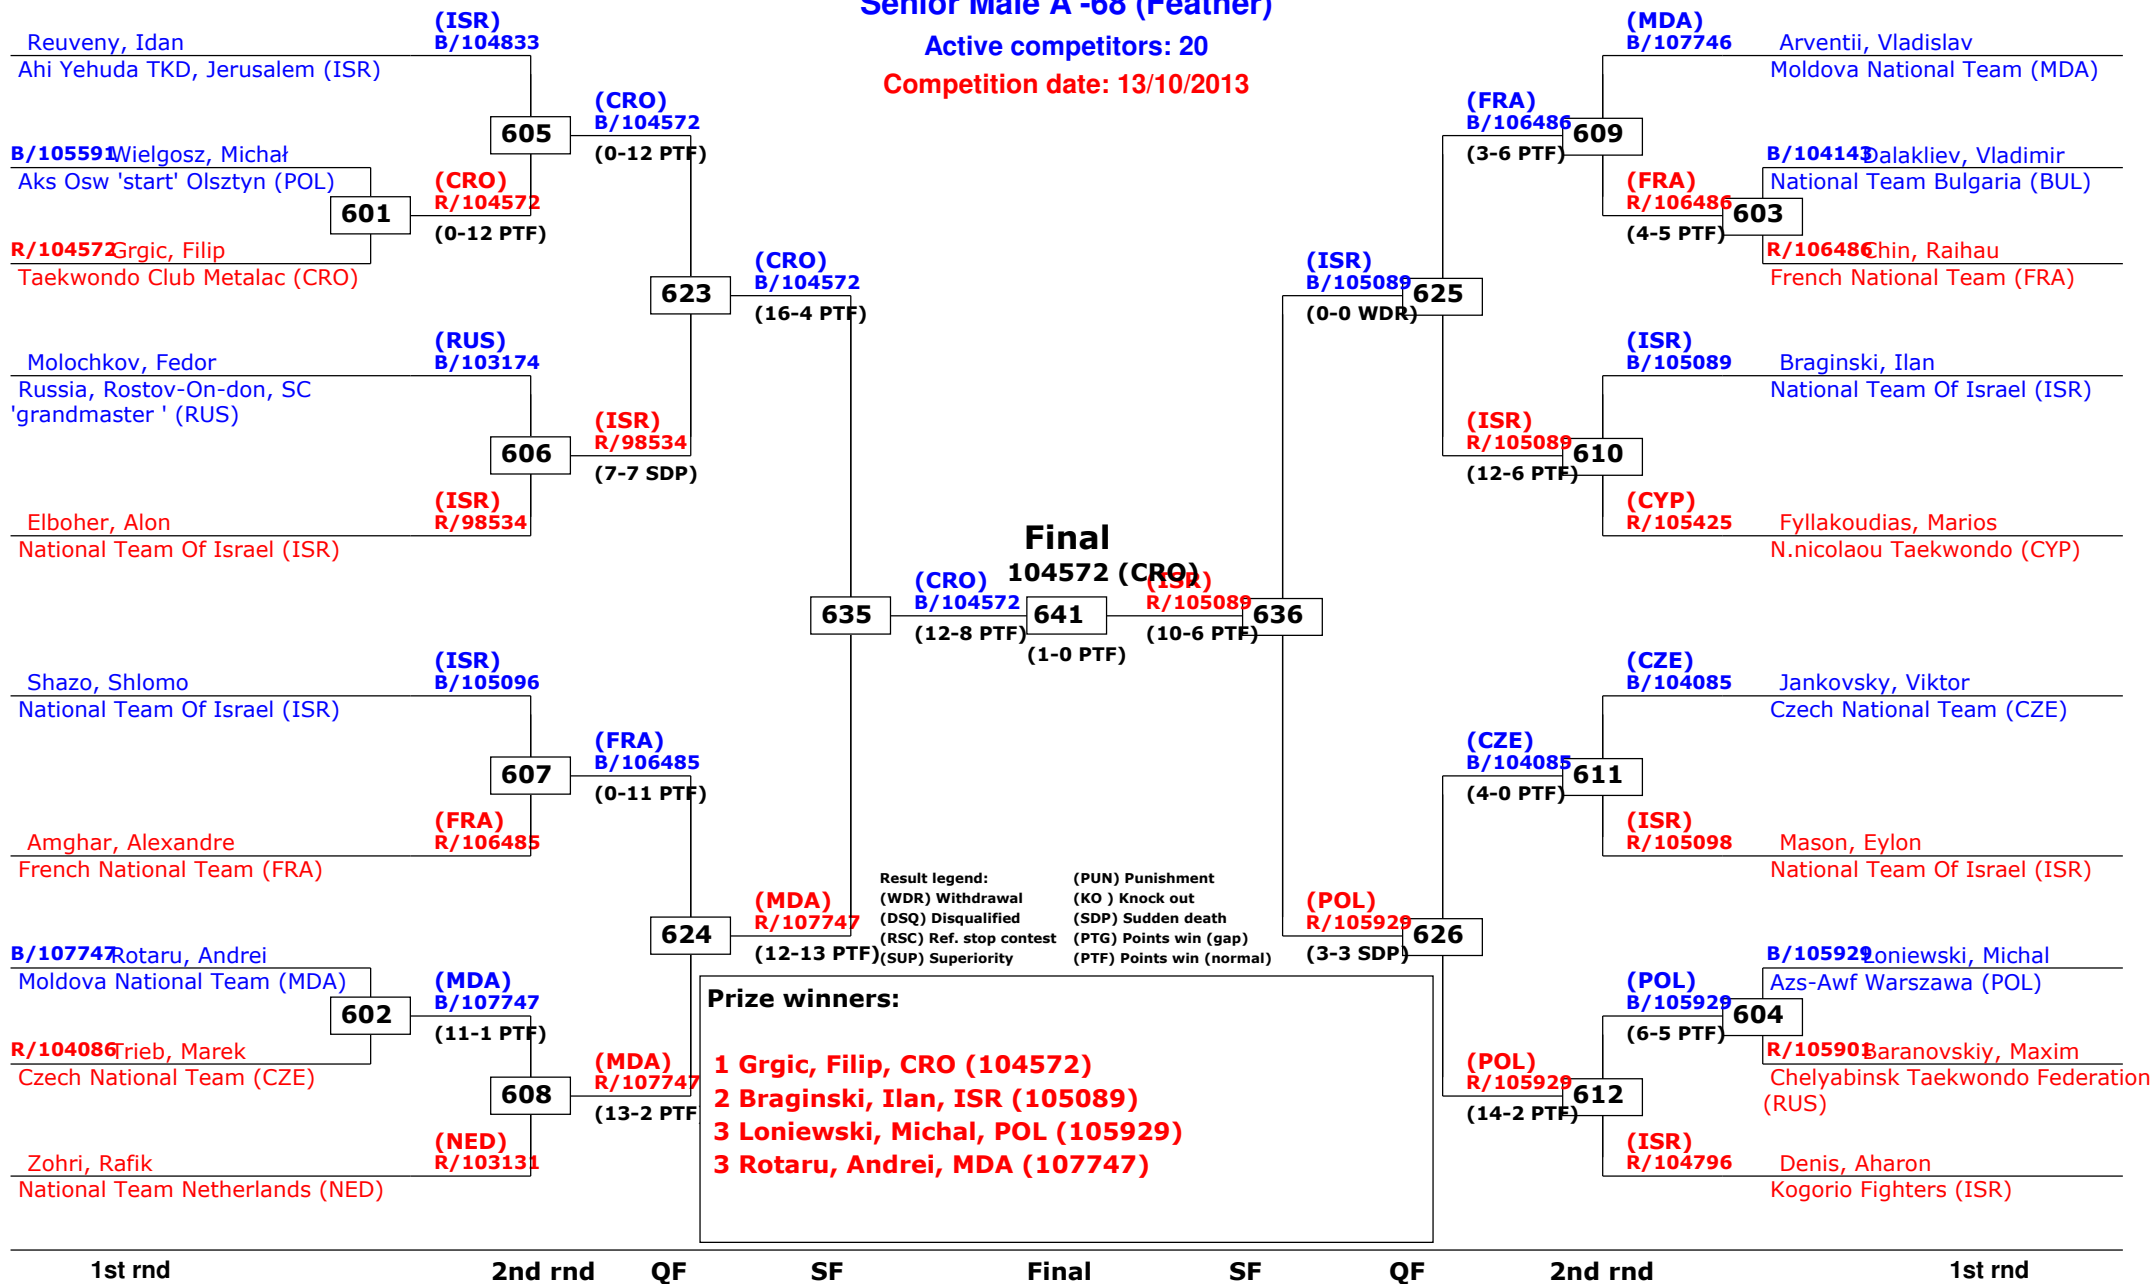 Senior Male A -68 (Feather)
Active competitors: 20
Competition date: 13/10/2013
Reuveny, Idan
Ahi Yehuda TKD, Jerusalem (ISR)
(ISR)
B/104833
B/105591 Wielgosz, Michał
Aks Osw 'start' Olsztyn (POL)
601
R/104572 Grgic, Filip
Taekwondo Club Metalac (CRO)
(CRO)
R/104572
(0-12 PTF)
605
(CRO)
B/104572
(0-12 PTF)
Molochkov, Fedor
Russia, Rostov-On-don, SC
'grandmaster ' (RUS)
(RUS)
B/103174
606
Elboher, Alon
National Team Of Israel (ISR)
(ISR)
R/98534
(ISR)
R/98534
(7-7 SDP)
623
(CRO)
B/104572
(16-4 PTF)
Shazo, Shlomo
National Team Of Israel (ISR)
(ISR)
B/105096
607
Amghar, Alexandre
French National Team (FRA)
(FRA)
R/106485
(FRA)
B/106485
(0-11 PTF)
B/107747 Rotaru, Andrei
Moldova National Team (MDA)
602
R/104086 Trieb, Marek
Czech National Team (CZE)
(MDA)
B/107747
(11-1 PTF)
608
Zohri, Rafik
National Team Netherlands (NED)
(NED)
R/103131
(MDA)
R/107747
(13-2 PTF
624
(MDA)
R/107747
(12-13 PTF)
635
(CRO)
B/104572
(12-8 PTF)
Final
104572 (CRO)
641
(1-0 PTF)
(ISR)
R/105089
(10-6 PTF)
636
(ISR)
B/105089
(0-0 WDR)
625
(FRA)
B/106486
(3-6 PTF)
609
(MDA)
B/107746
Arventii, Vladislav
Moldova National Team (MDA)
B/104143 Dalakliev, Vladimir
National Team Bulgaria (BUL)
(FRA)
R/106486
(4-5 PTF)
603
R/106486 Chin, Raihau
French National Team (FRA)
(ISR)
B/105089
Braginski, Ilan
National Team Of Israel (ISR)
(ISR)
R/105089
(12-6 PTF)
610
(CYP)
R/105425
Fyllakoudias, Marios
N.nicolaou Taekwondo (CYP)
(CZE)
B/104085
Jankovsky, Viktor
Czech National Team (CZE)
(CZE)
B/104085
(4-0 PTF)
611
(ISR)
R/105098
Mason, Eylon
National Team Of Israel (ISR)
(POL)
R/105929
(3-3 SDP)
626
B/105929 Loniewski, Michal
Azs-Awf Warszawa (POL)
(POL)
B/105929
(6-5 PTF)
604
R/105901 Baranovskiy, Maxim
Chelyabinsk Taekwondo Federation
(RUS)
(POL)
R/105929
(14-2 PTF)
612
(ISR)
R/104796
Denis, Aharon
Kogorio Fighters (ISR)
Result legend:
(WDR) Withdrawal
(DSQ) Disqualified
(RSC) Ref. stop contest
(SUP) Superiority
(PUN) Punishment
(KO ) Knock out
(SDP) Sudden death
(PTG) Points win (gap)
(PTF) Points win (normal)
Prize winners:
1 Grgic, Filip, CRO (104572)
2 Braginski, Ilan, ISR (105089)
3 Loniewski, Michal, POL (105929)
3 Rotaru, Andrei, MDA (107747)
1st rnd 2nd rnd QF SF Final SF QF 2nd rnd 1st rnd